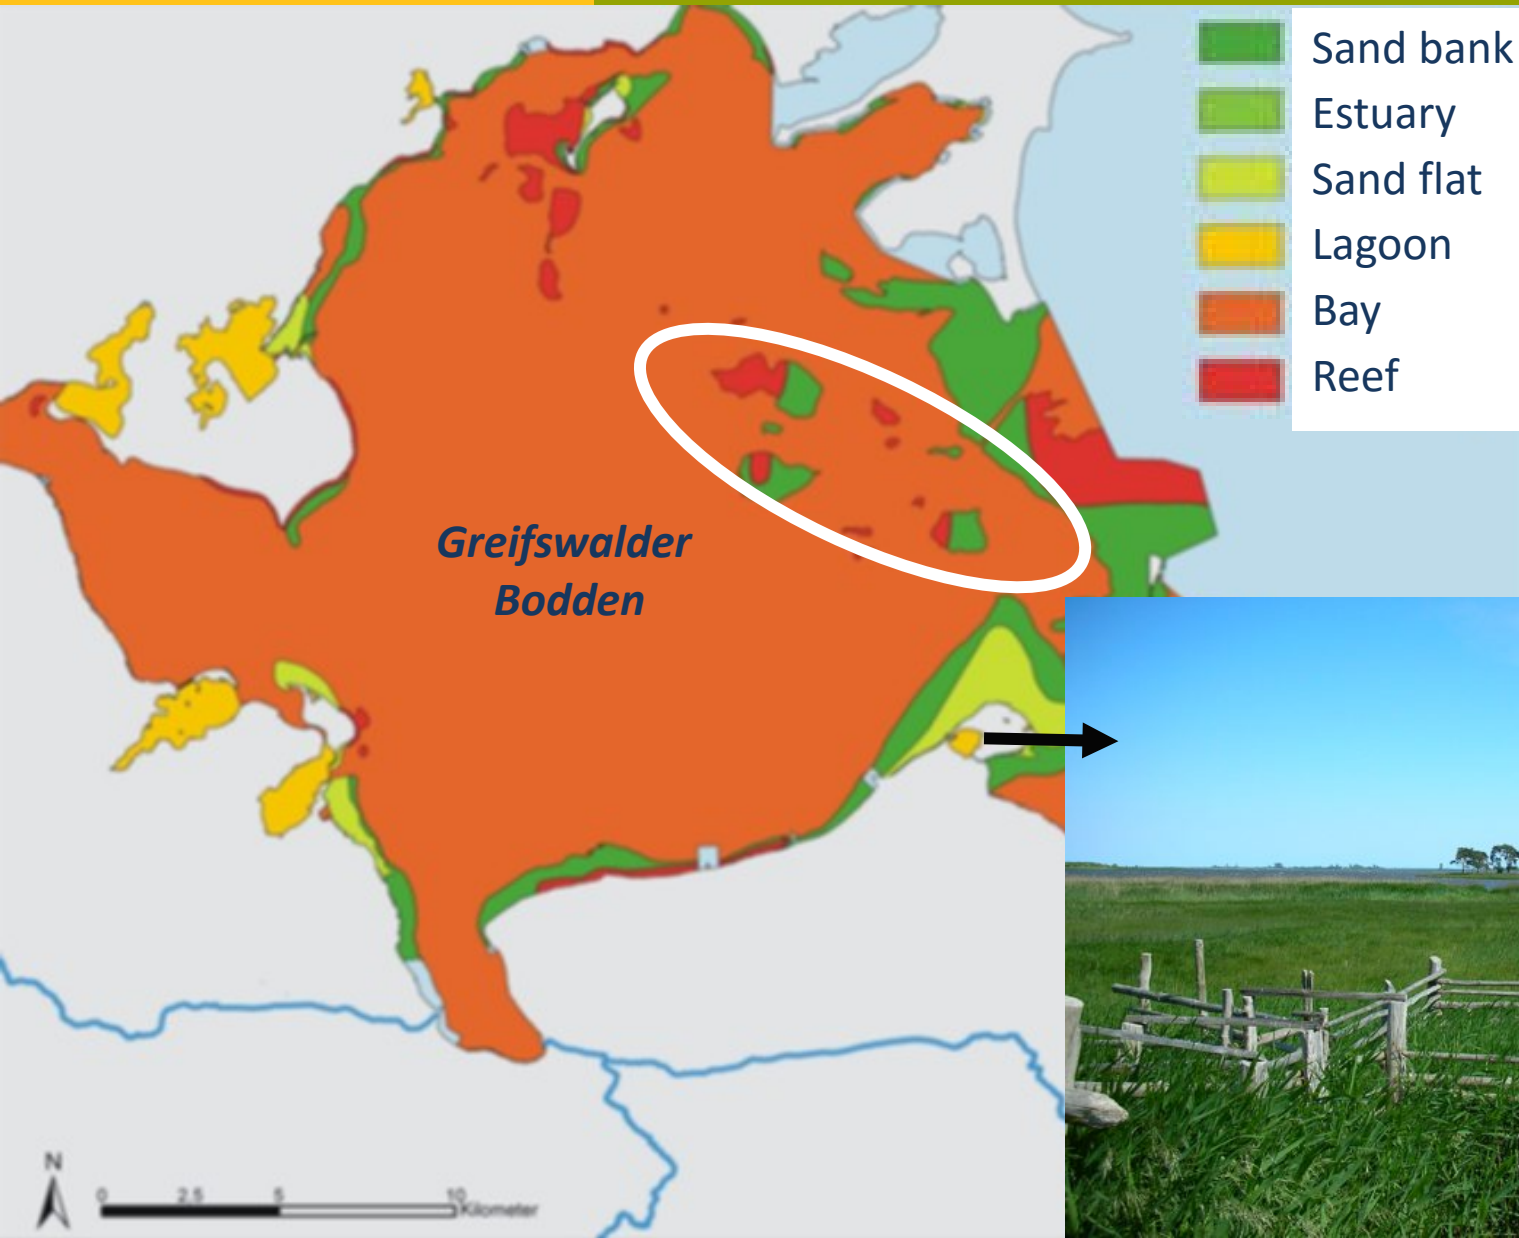 Sand bank
Estuary
Sand flat
Lagoon
Bay
Reef
Greifswalder
Bodden
N
0 2,5 5 10
Kilometer